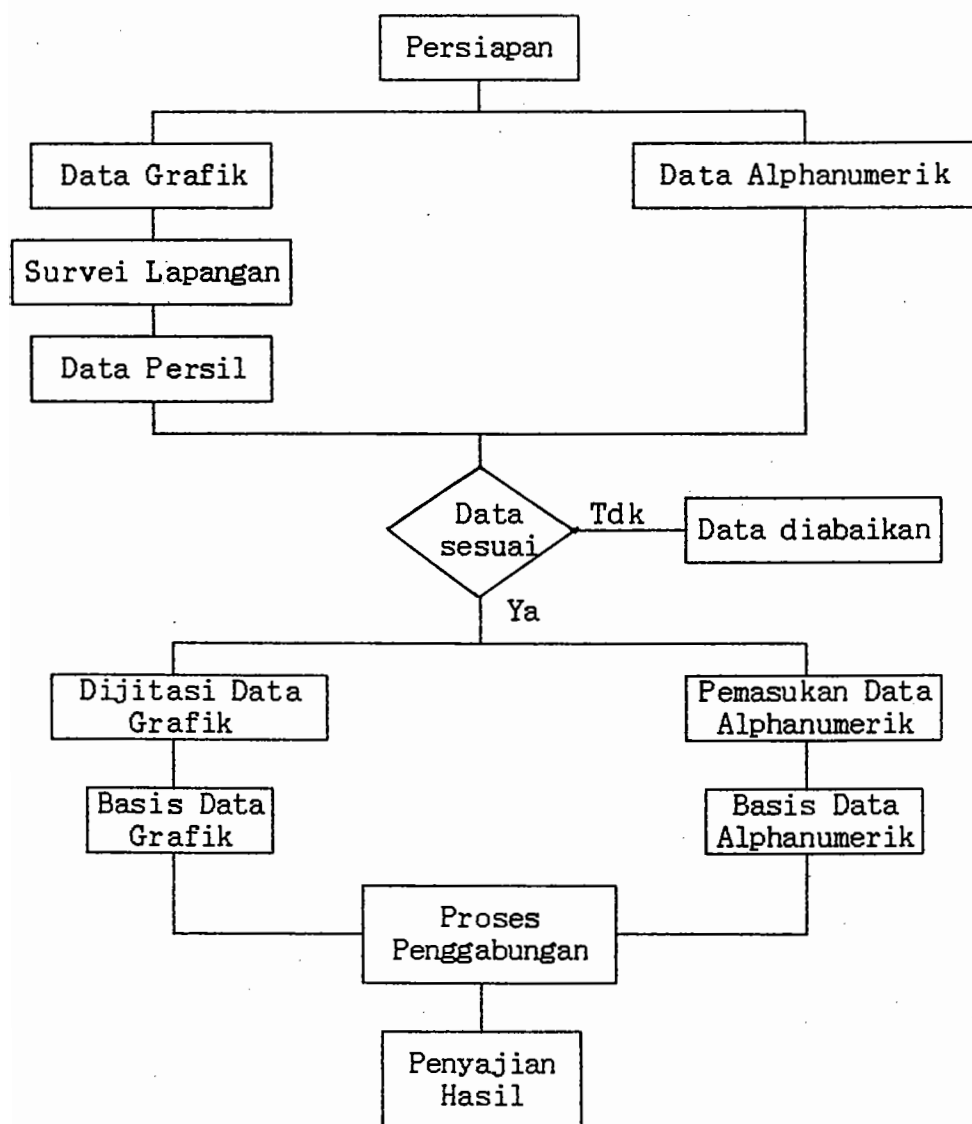 Persiapan
Data Grafik
Data Alphanumerik
Survei Lapangan
Data Persil
Data
sesuai
Tdk
Data diabaikan
Ya
Dijitasi Data
Grafik
Pemasukan Data
Alphanumerik
Basis Data
Grafik
Basis Data
Alphanumerik
Proses
Penggabungan
Penyajian
Hasil